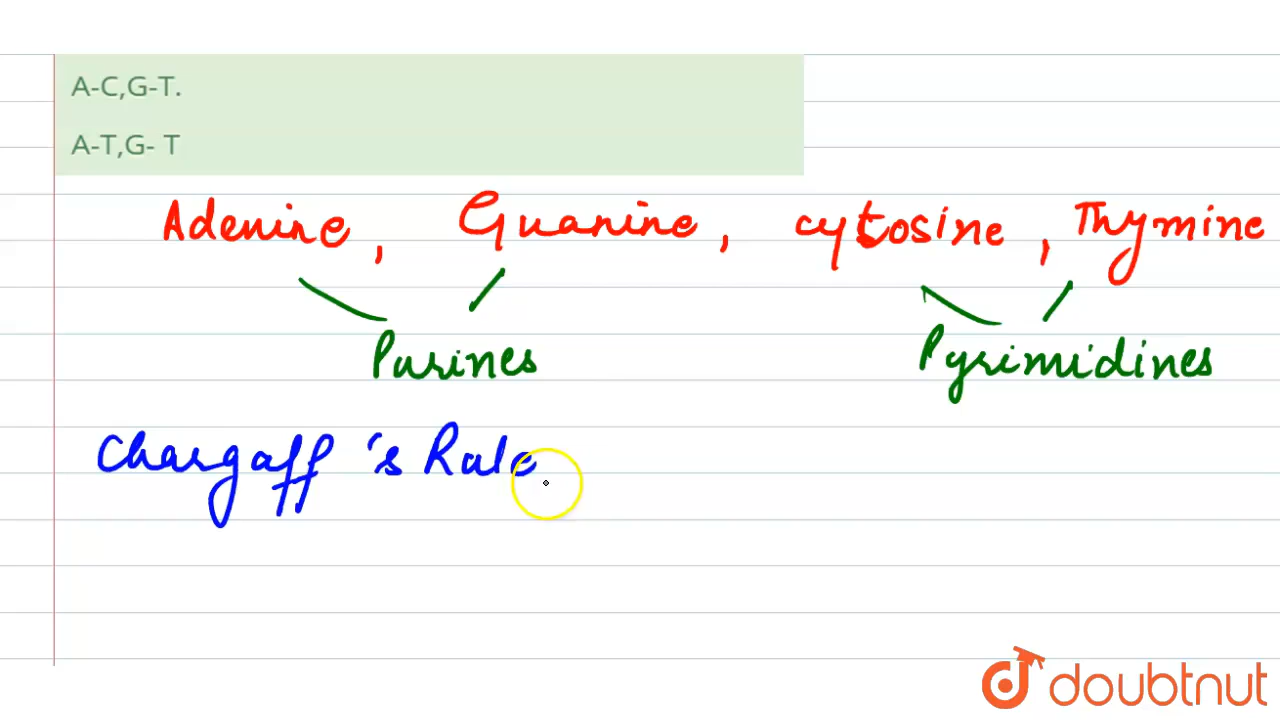 A-C,G-T.
A-T,G- T
Adenine, Guanine, cytosine, Thymine
Purines Pyrimidines
Chargaff's Rule
doubtnut